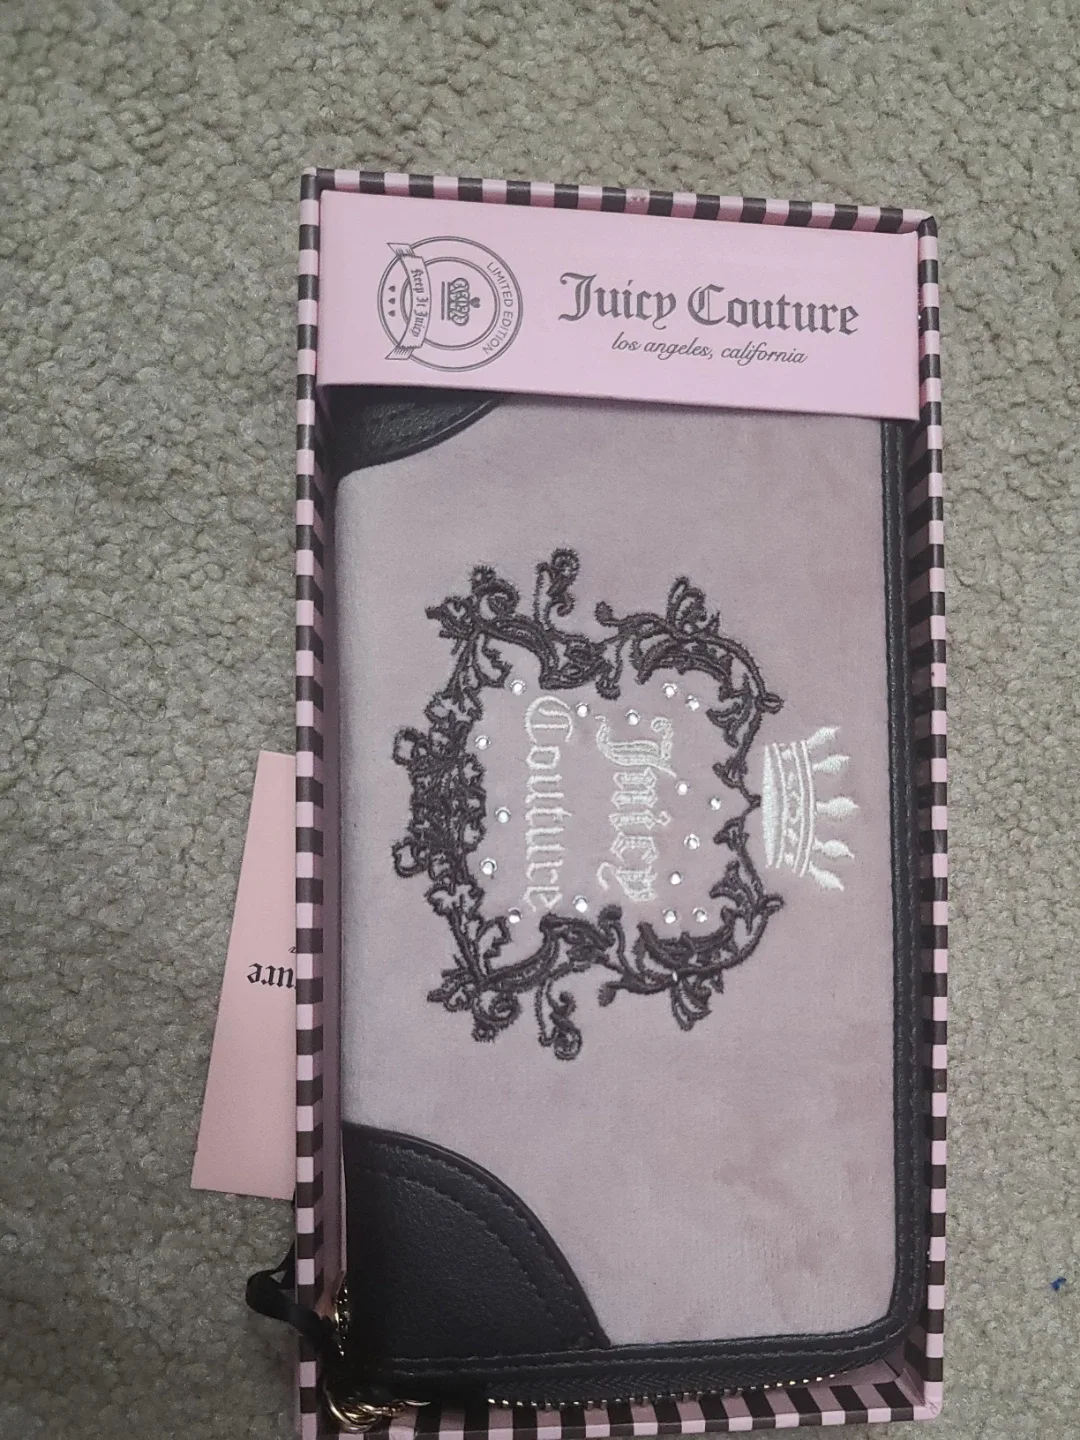 LIMITED EDITION
Keep It Juicy
Juicy Couture
los angeles, california
Juicy
Couture